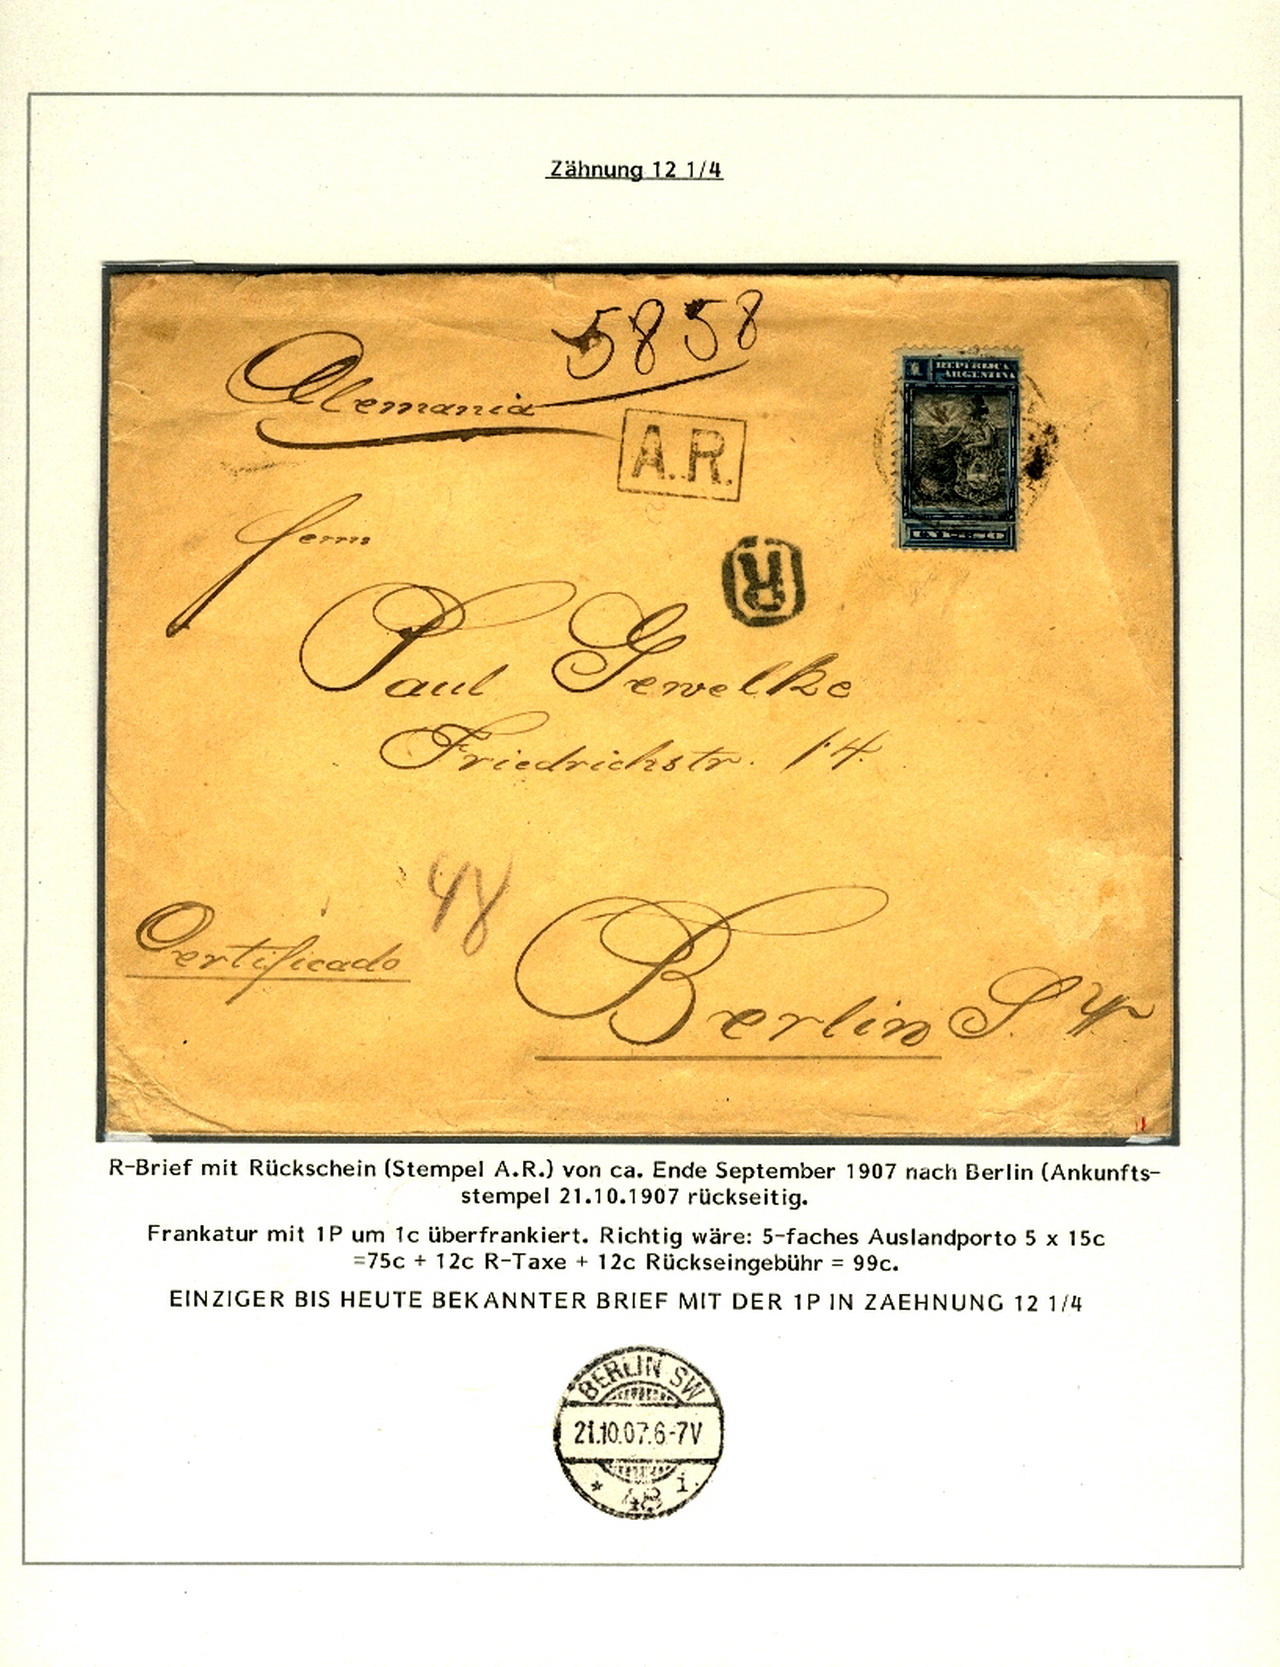 Zähnung 12 1/4
5858
Alemania
A.R.
REPUBLICA
ARGENTINA
1
Herrn
R
Paul Gewelke
Friedrichstr. 14.
48
Certificado
Berlin S.W
R-Brief mit Rückschein (Stempel A.R.) von ca. Ende September 1907 nach Berlin (Ankunfts-
stempel 21.10.1907 rückseitig.
Frankatur mit 1P um 1c überfrankiert. Richtig wäre: 5-faches Auslandporto 5 x 15c
=75c + 12c R-Taxe + 12c Rückseingebühr = 99c.
EINZIGER BIS HEUTE BEKANNTER BRIEF MIT DER 1P IN ZAEHNUNG 12 1/4
BERLIN SW
21.10.07.6-7V
* 48 i.